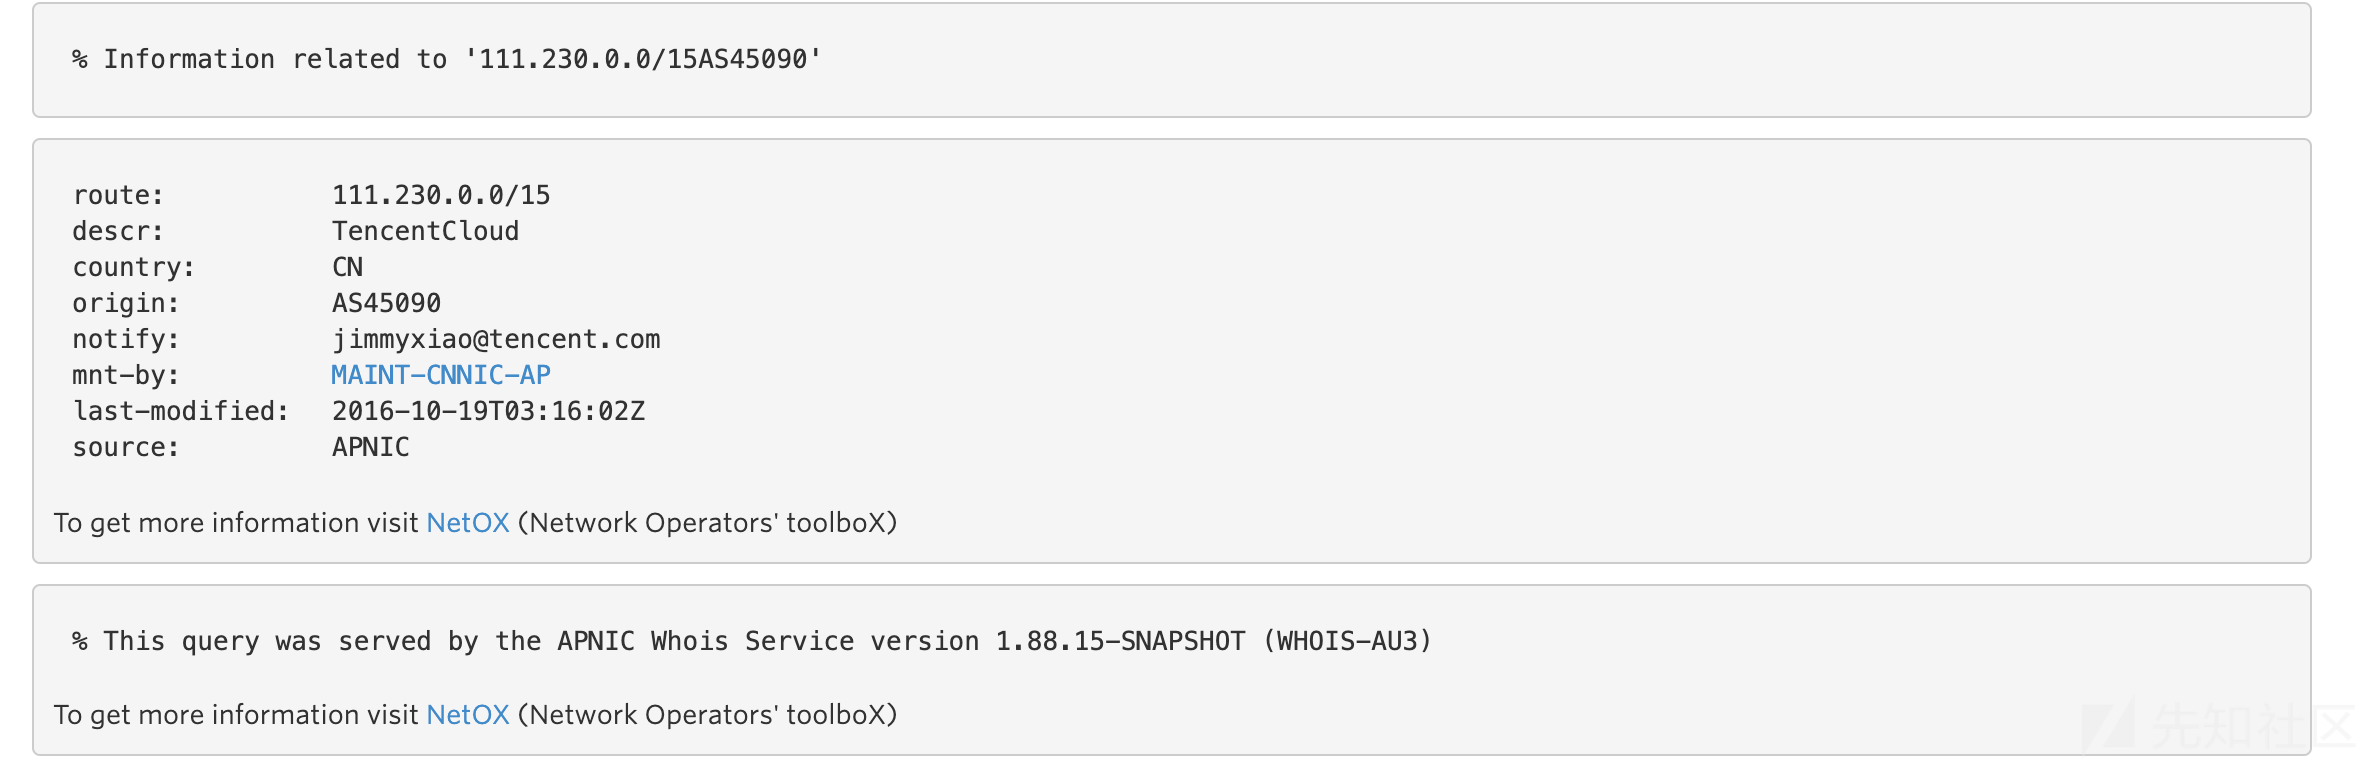 % Information related to '111.230.0.0/15AS45090'
route: 111.230.0.0/15
descr: TencentCloud
country: CN
origin: AS45090
notify: jimmyxiao@tencent.com
mnt-by: MAINT-CNNIC-AP
last-modified: 2016-10-19T03:16:02Z
source: APNIC
To get more information visit NetOX (Network Operators' toolboX)
% This query was served by the APNIC Whois Service version 1.88.15-SNAPSHOT (WHOIS-AU3)
To get more information visit NetOX (Network Operators' toolboX)
先知社区